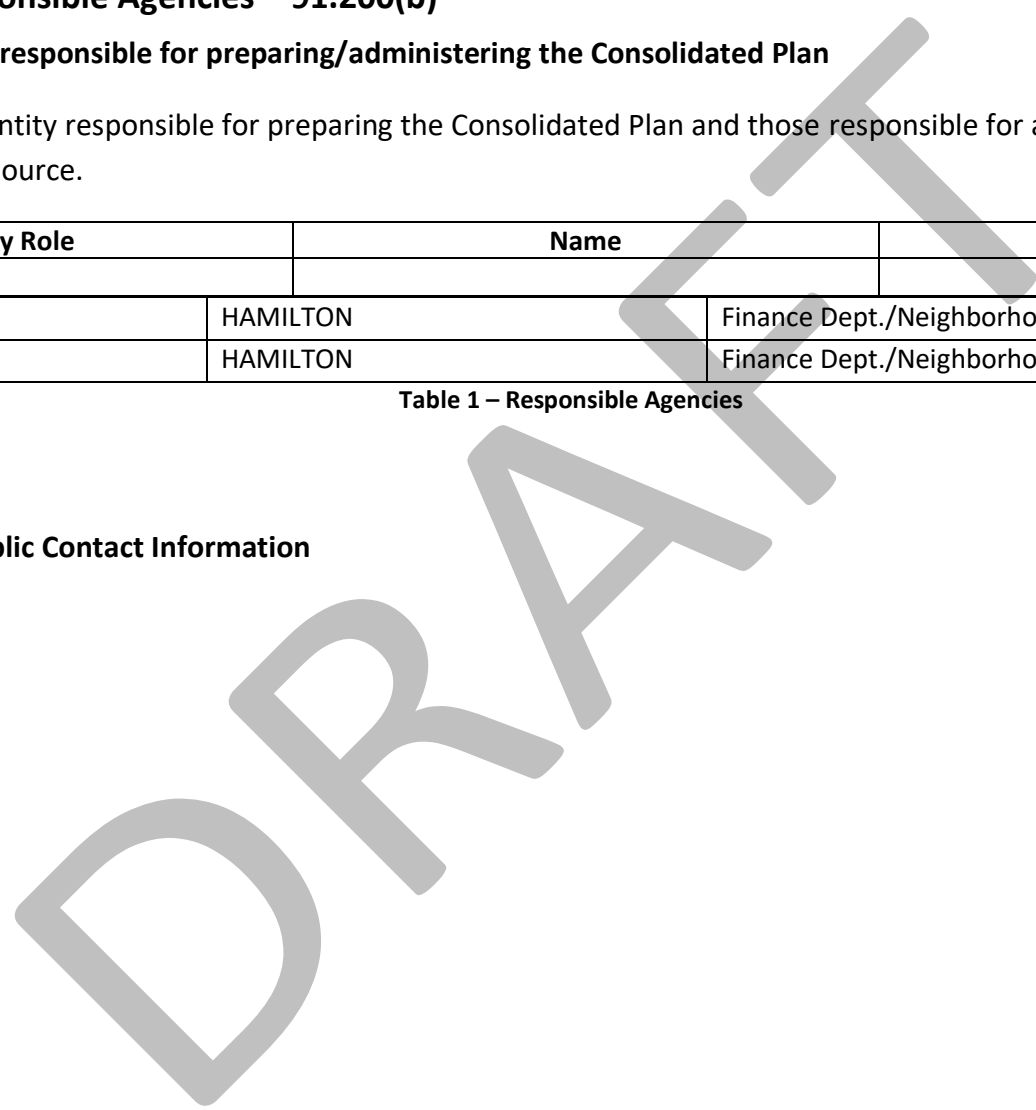 onsible Agencies 91.200(b)
responsible for preparing/administering the Consolidated Plan
ntity responsible for preparing the Consolidated Plan and those responsible for a
ource.
y Role Name
HAMILTON Finance Dept./Neighborho
HAMILTON Finance Dept./Neighborho
Table 1 – Responsible Agencies
blic Contact Information
DRAFT